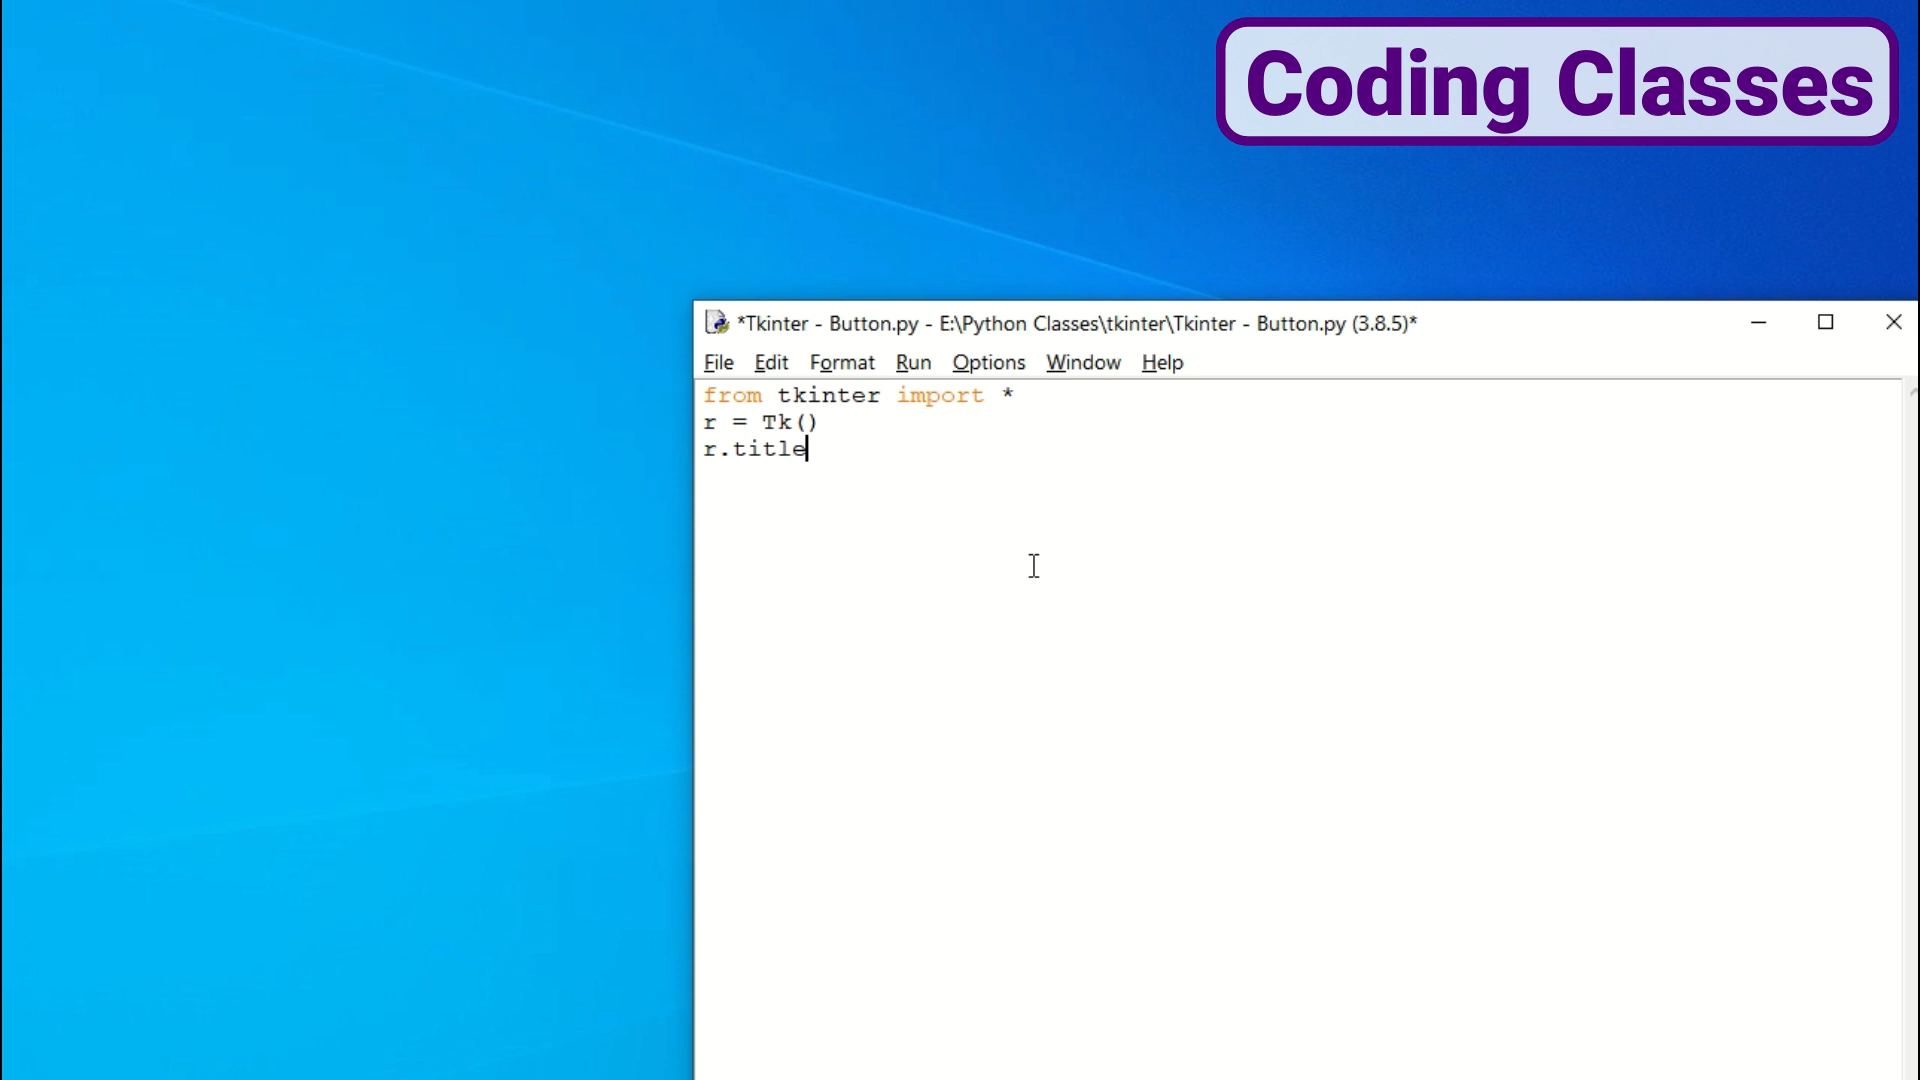 Coding Classes
*Tkinter - Button.py - E:\Python Classes\tkinter\Tkinter - Button.py (3.8.5)*
File Edit Format Run Options Window Help
from tkinter import *
r = Tk()
r.title